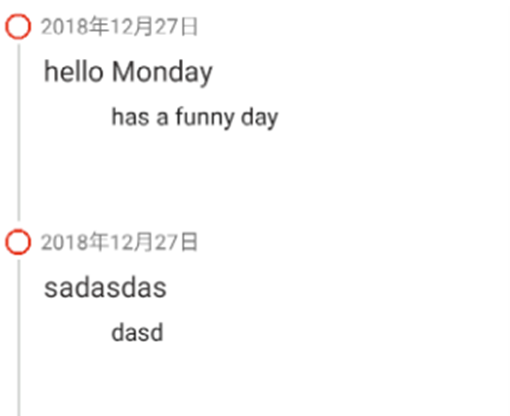 2018年12月27日
hello Monday
has a funny day
2018年12月27日
sadasdas
dasd